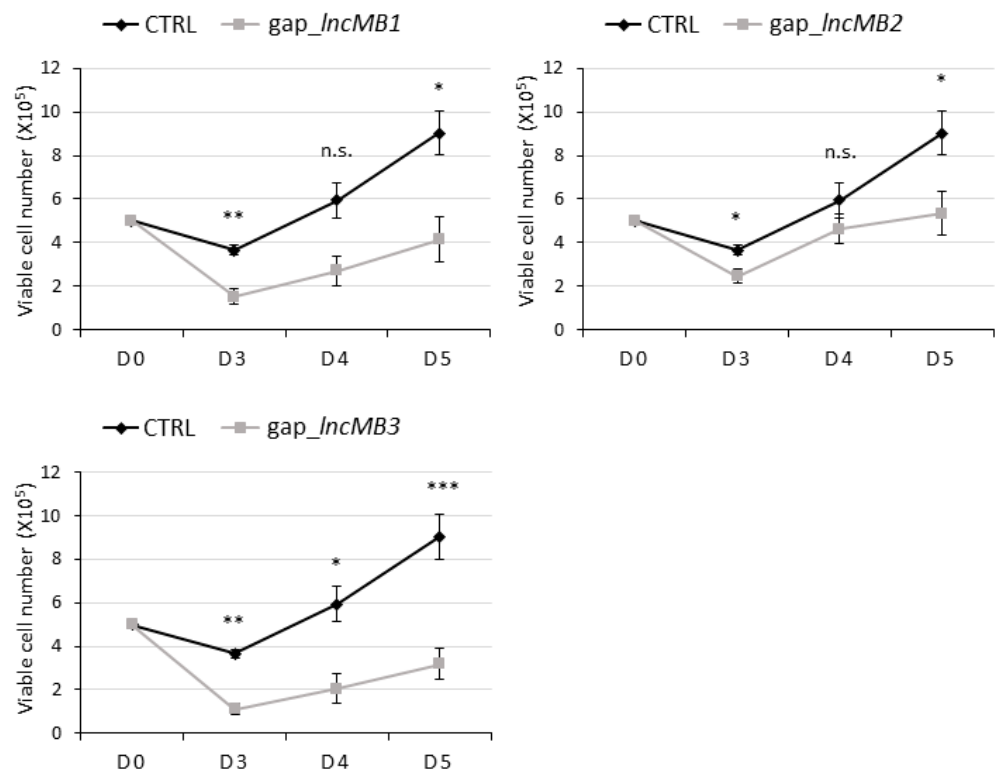 CTRL gap_lncMB1
Viable cell number (X10⁵)
12
10
8
6
4
2
0
**
n.s.
*
D0 D3 D4 D5
CTRL gap_lncMB2
Viable cell number (X10⁵)
12
10
8
6
4
2
0
*
n.s.
*
D0 D3 D4 D5
CTRL gap_lncMB3
Viable cell number (X10⁵)
12
10
8
6
4
2
0
**
*
***
D0 D3 D4 D5